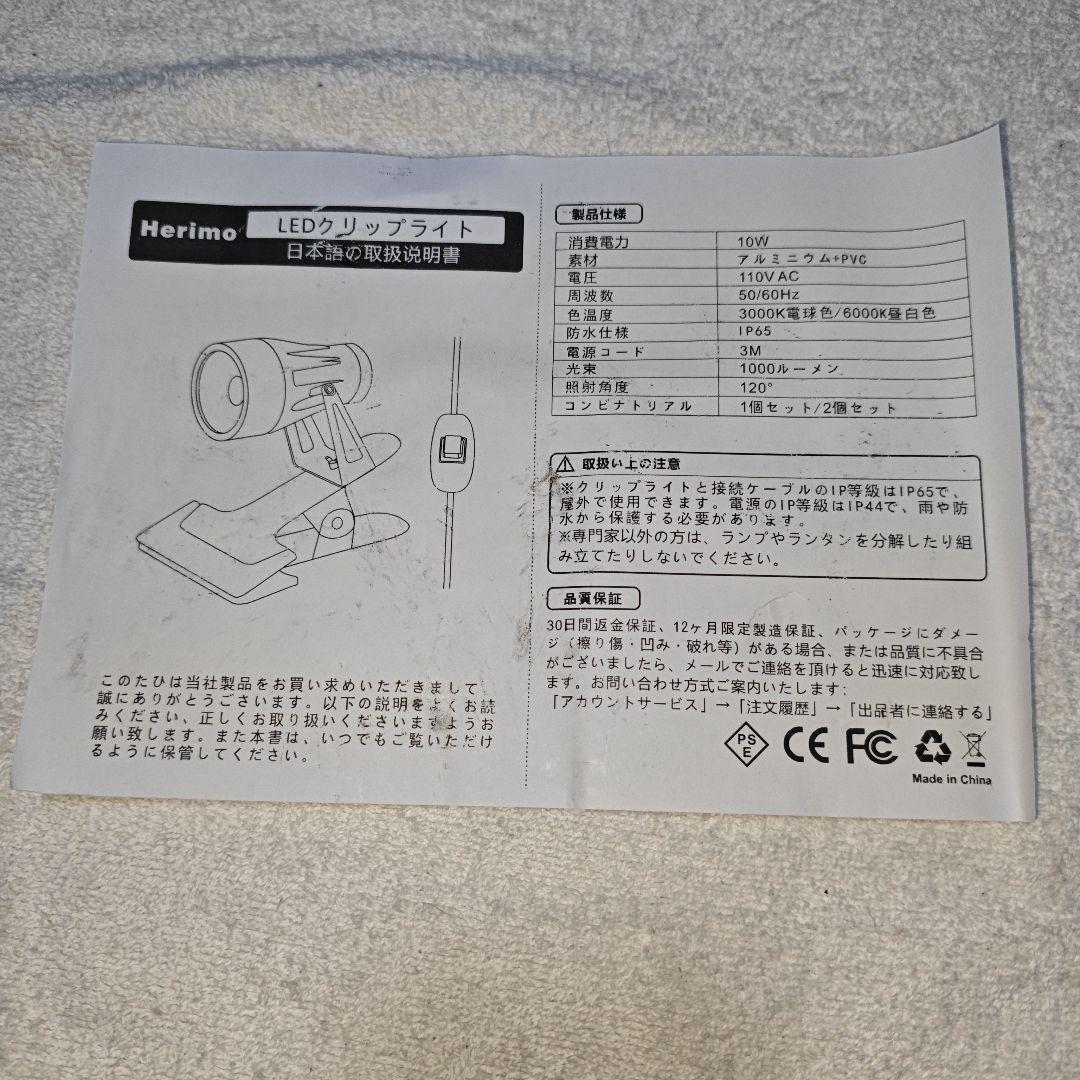 Herimo
LEDクリップライト
日本語の取扱说明書
このたひは当社製品をお買い求めいただきまして
誠にありがとうございます。以下の説明をよくお読
みください、正しくお取り扱いくださいますようお
願い致します。また本書は、いつでもご覧いただけ
るように保管してください。
製品仕様
消費電力 10W
素材 アルミニウム+PVC
電圧 110V AC
周波数 50/60Hz
色温度 3000K電球色/6000K昼白色
防水仕様 IP65
電源コード 3M
光束 1000ルーメン
照射角度 120°
コンビナトリアル 1個セット/2個セット
取扱い上の注意
※クリップライトと接続ケーブルのIP等級はIP65で、
屋外で使用できます。電源のIP等級はIP44で、雨や防
水から保護する必要があります。
※専門家以外の方は、ランプやランタンを分解したり組
み立てたりしないでください。
品質保証
30日間返金保証、12ヶ月限定製造保証、パッケージにダメー
ジ（擦り傷・凹み・破れ等）がある場合、または品質に不具合
がございましたら、メールでご連絡を頂けると迅速に対応致し
ます。お問い合わせ方式ご案内いたします:
「アカウントサービス」→「注文履歴」→「出品者に連絡する」
PS
E
CE FC
Made in China